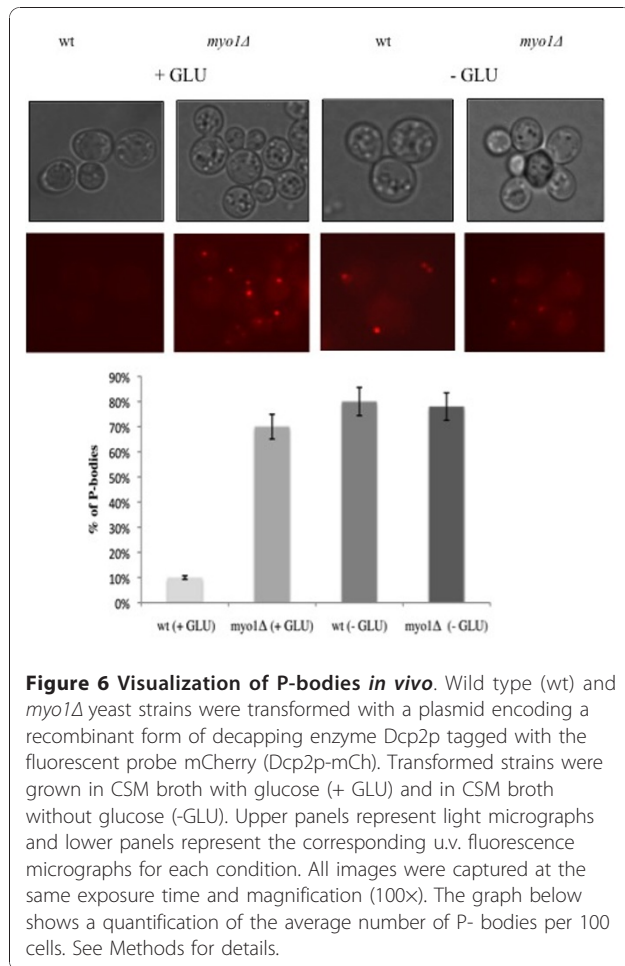 wt myo1Δ wt myo1Δ
+ GLU - GLU
90%
80%
70%
60%
50%
40%
30%
20%
10%
0%
% of P-bodies
wt (+ GLU) myo1Δ (+ GLU) wt (- GLU) myo1Δ (- GLU)
Figure 6 Visualization of P-bodies in vivo. Wild type (wt) and
myo1Δ yeast strains were transformed with a plasmid encoding a
recombinant form of decapping enzyme Dcp2p tagged with the
fluorescent probe mCherry (Dcp2p-mCh). Transformed strains were
grown in CSM broth with glucose (+ GLU) and in CSM broth
without glucose (-GLU). Upper panels represent light micrographs
and lower panels represent the corresponding u.v. fluorescence
micrographs for each condition. All images were captured at the
same exposure time and magnification (100×). The graph below
shows a quantification of the average number of P- bodies per 100
cells. See Methods for details.